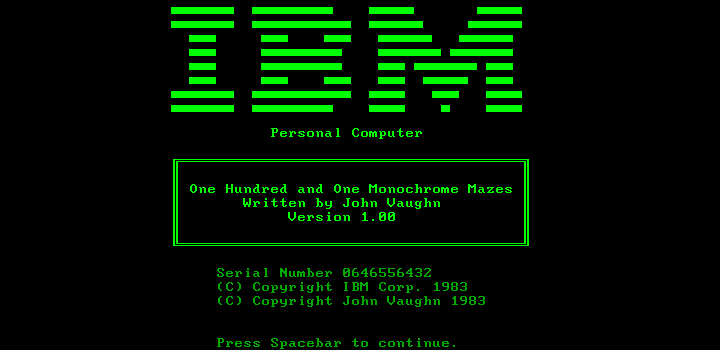 IBM
Personal Computer
One Hundred and One Monochrome Mazes
Written by John Vaughn
Version 1.00
Serial Number 0646556432
(C) Copyright IBM Corp. 1983
(C) Copyright John Vaughn 1983
Press Spacebar to continue.